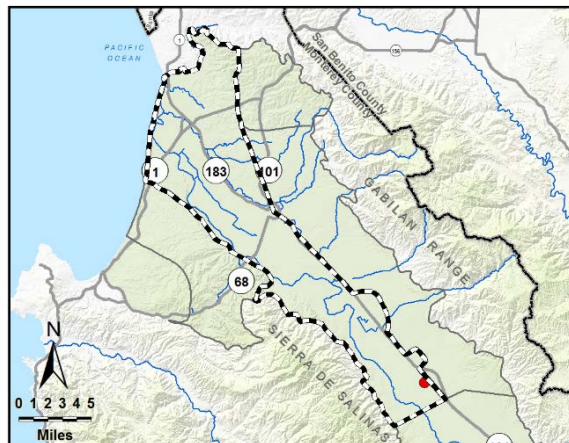 1
156
PACIFIC
OCEAN
San Benito County
Monterey County
1
183
101
GABILAN RANGE
68
SIERRA DE SALINAS
N
0 1 2 3 4 5
Miles